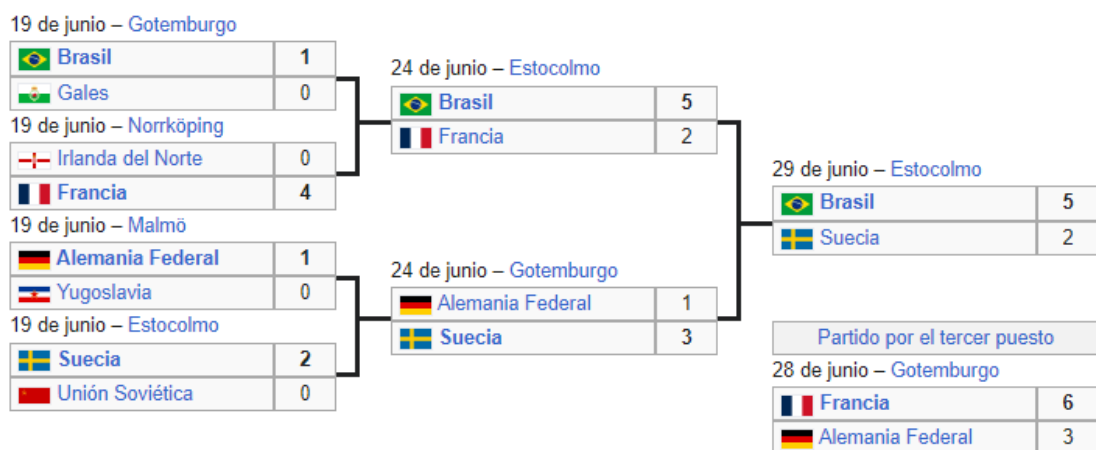 19 de junio – Gotemburgo
Brasil 1
Gales 0
19 de junio – Norrköping
Irlanda del Norte 0
Francia 4
19 de junio – Malmö
Alemania Federal 1
Yugoslavia 0
19 de junio – Estocolmo
Suecia 2
Unión Soviética 0
24 de junio – Estocolmo
Brasil 5
Francia 2
24 de junio – Gotemburgo
Alemania Federal 1
Suecia 3
29 de junio – Estocolmo
Brasil 5
Suecia 2
Partido por el tercer puesto
28 de junio – Gotemburgo
Francia 6
Alemania Federal 3